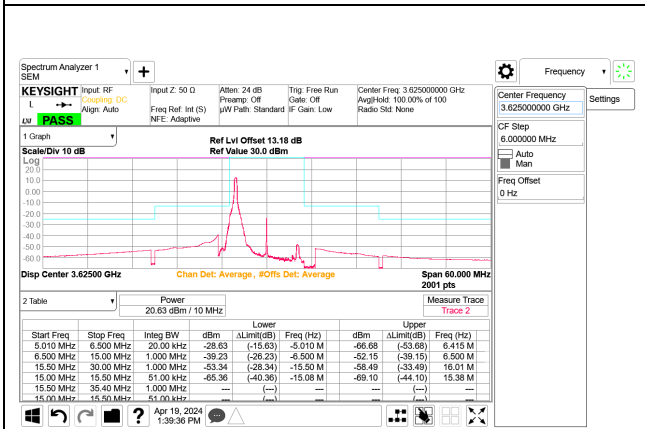 Spectrum Analyzer 1
SEM
Frequency
KEYSIGHT Input: RF Input Z: 50 Ω Atten: 24 dB Trig: Free Run Center Freq: 3.625000000 GHz
L Coupling: DC Preamp: Off Gate: Off Avg|Hold: 100.00% of 100
Align: Auto Freq Ref: Int (S) µW Path: Standard IF Gain: Low Radio Std: None
PASS NFE: Adaptive
Center Frequency
3.625000000 GHz
Settings
CF Step
6.000000 MHz
Auto
Man
Freq Offset
0 Hz
1 Graph
Ref Lvl Offset 13.18 dB
Scale/Div 10 dB Ref Value 30.0 dBm
Log
20.0
10.0
0.00
-10.0
-20.0
-30.0
-40.0
-50.0
-60.0
Disp Center 3.62500 GHz Chan Det: Average , #Offs Det: Average Span 60.000 MHz
2001 pts
2 Table Power Measure Trace
20.63 dBm / 10 MHz Trace 2
Lower Upper
Start Freq Stop Freq Integ BW dBm ΔLimit(dB) Freq (Hz) dBm ΔLimit(dB) Freq (Hz)
5.010 MHz 6.500 MHz 20.00 kHz -28.63 (-15.63) -5.010 M -66.68 (-53.68) 6.415 M
6.500 MHz 15.00 MHz 1.000 MHz -39.23 (-26.23) -6.500 M -52.15 (-39.15) 6.500 M
15.50 MHz 30.00 MHz 1.000 MHz -53.34 (-28.34) -15.50 M -58.49 (-33.49) 16.01 M
15.00 MHz 15.50 MHz 51.00 kHz -65.36 (-40.36) -15.08 M -69.10 (-44.10) 15.38 M
15.50 MHz 35.40 MHz 1.000 MHz --- (---) --- --- (---) ---
15.00 MHz 15.50 MHz 51.00 kHz --- (---) --- --- (---) ---
? Apr 19, 2024
1:39:36 PM